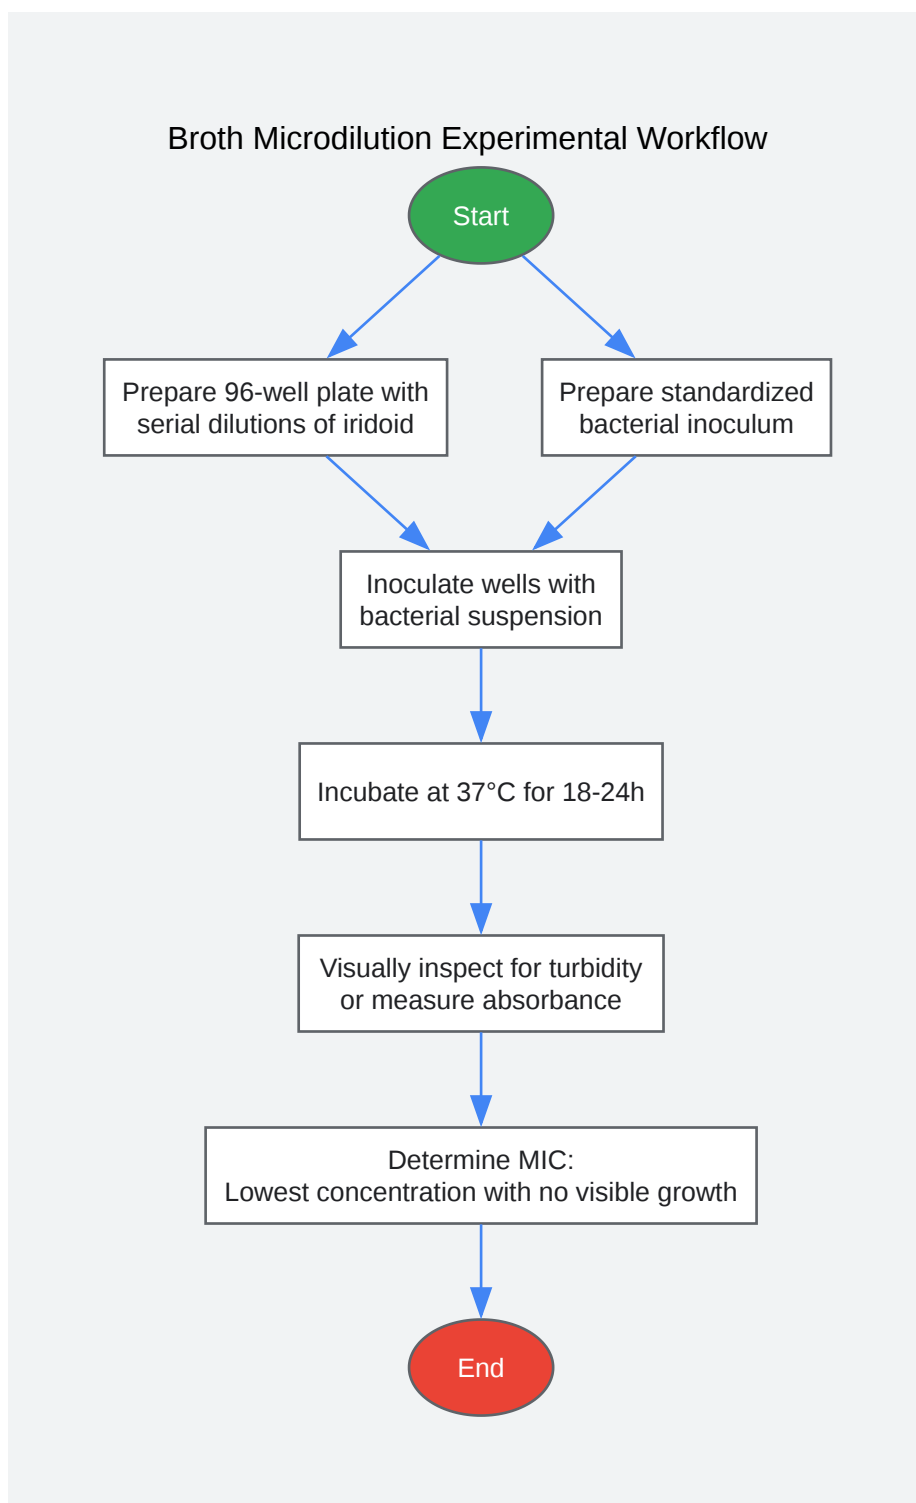 Broth Microdilution Experimental Workflow
Start
Prepare 96-well plate with
serial dilutions of iridoid
Prepare standardized
bacterial inoculum
Inoculate wells with
bacterial suspension
Incubate at 37°C for 18-24h
Visually inspect for turbidity
or measure absorbance
Determine MIC:
Lowest concentration with no visible growth
End